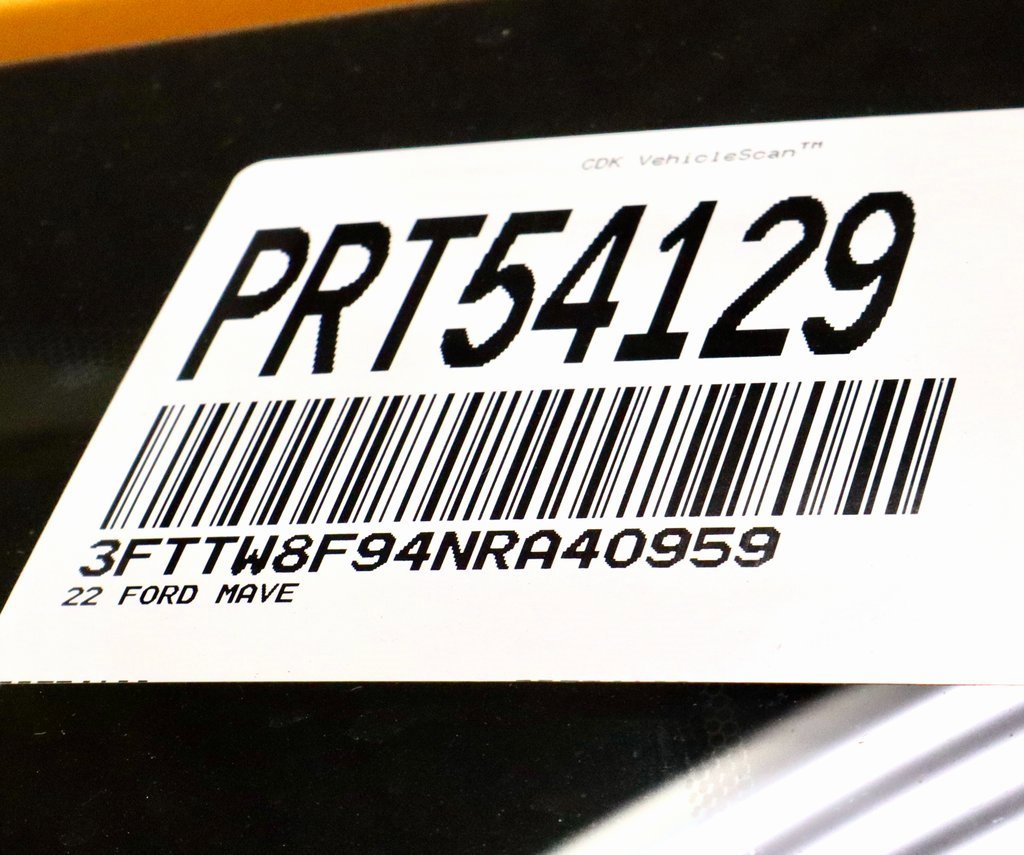 CDK VehicleScan™
PRT54129
3FTTW8F94NRA40959
22 FORD MAVE